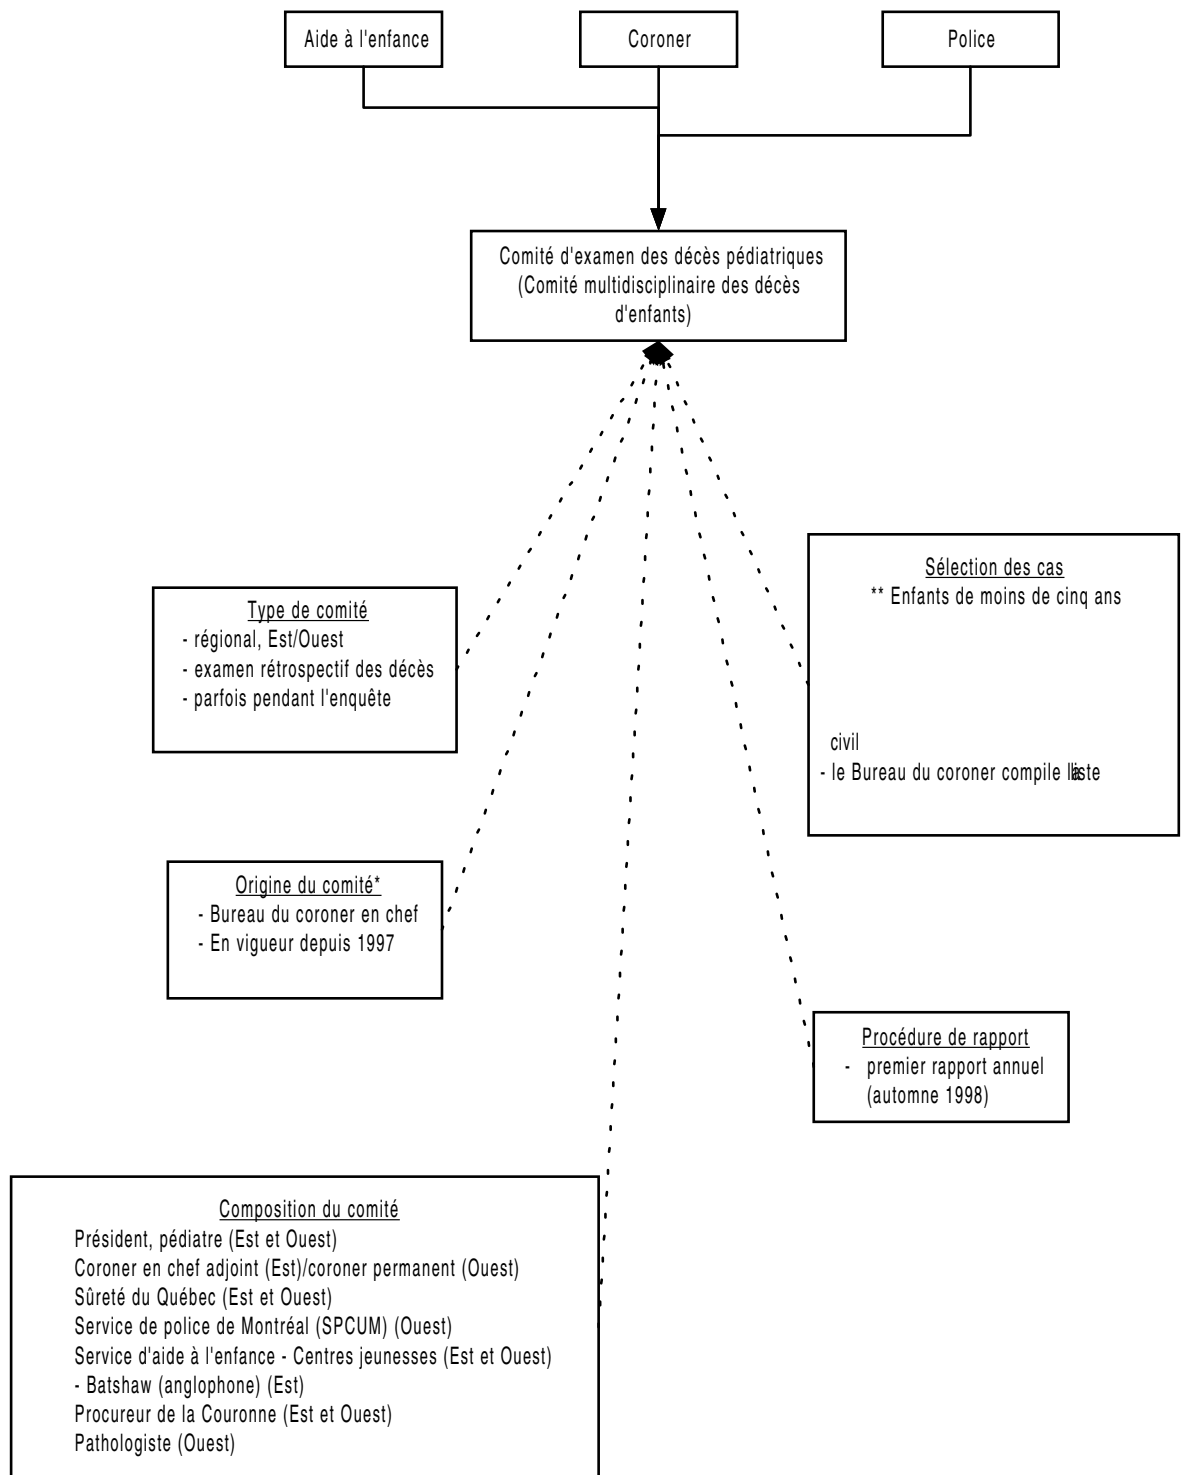 Aide à l'enfance
Coroner
Police
Comité d'examen des décès pédiatriques
(Comité multidisciplinaire des décès
d'enfants)
Sélection des cas
** Enfants de moins de cinq ans
civil
- le Bureau du coroner compile la liste
Type de comité
- régional, Est/Ouest
- examen rétrospectif des décès
- parfois pendant l'enquête
Origine du comité*
- Bureau du coroner en chef
- En vigueur depuis 1997
Procédure de rapport
- premier rapport annuel
(automne 1998)
Composition du comité
Président, pédiatre (Est et Ouest)
Coroner en chef adjoint (Est)/coroner permanent (Ouest)
Sûreté du Québec (Est et Ouest)
Service de police de Montréal (SPCUM) (Ouest)
Service d'aide à l'enfance - Centres jeunesses (Est et Ouest)
- Batshaw (anglophone) (Est)
Procureur de la Couronne (Est et Ouest)
Pathologiste (Ouest)